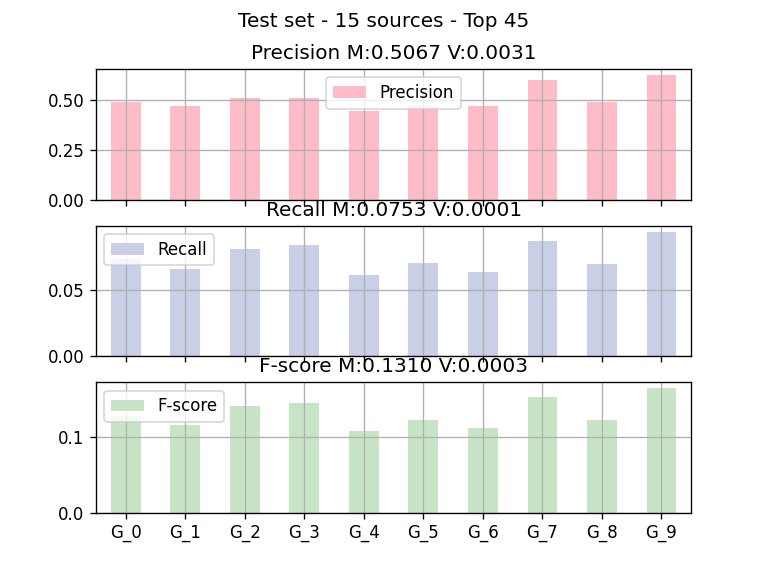 Test set - 15 sources - Top 45
Precision M:0.5067 V:0.0031
0.50
0.25
0.00
Precision
Recall M:0.0753 V:0.0001
0.05
0.00
Recall
F-score M:0.1310 V:0.0003
0.1
0.0
F-score
G_0 G_1 G_2 G_3 G_4 G_5 G_6 G_7 G_8 G_9